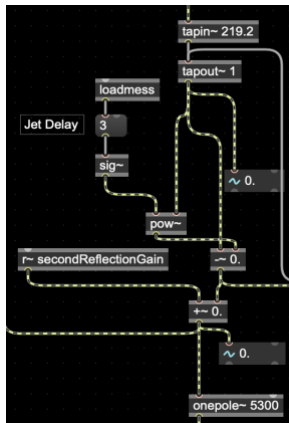 tapin~ 219.2
tapout~ 1
loadmess
Jet Delay
3
sig~
~ 0.
pow~
r~ secondReflectionGain
-~ 0.
+~ 0.
~ 0.
onepole~ 5300